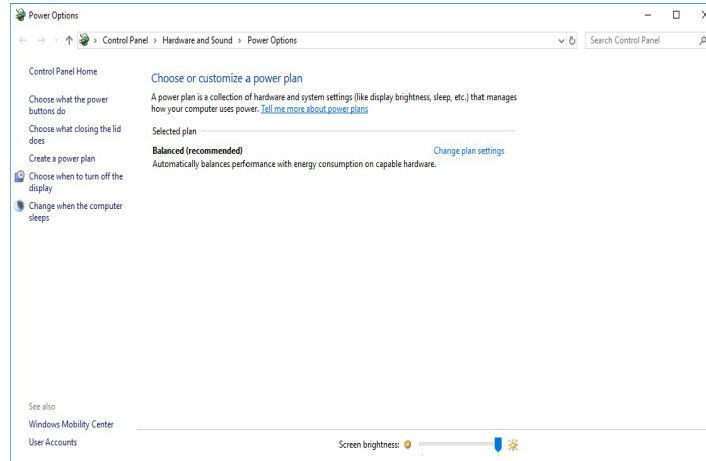 Power Options
Control Panel > Hardware and Sound > Power Options
Search Control Panel
Control Panel Home
Choose what the power
buttons do
Choose what closing the lid
does
Create a power plan
Choose when to turn off the
display
Change when the computer
sleeps
Choose or customize a power plan
A power plan is a collection of hardware and system settings (like display brightness, sleep, etc.) that manages
how your computer uses power. Tell me more about power plans
Selected plan
Balanced (recommended) Change plan settings
Automatically balances performance with energy consumption on capable hardware.
See also
Windows Mobility Center
User Accounts
Screen brightness: